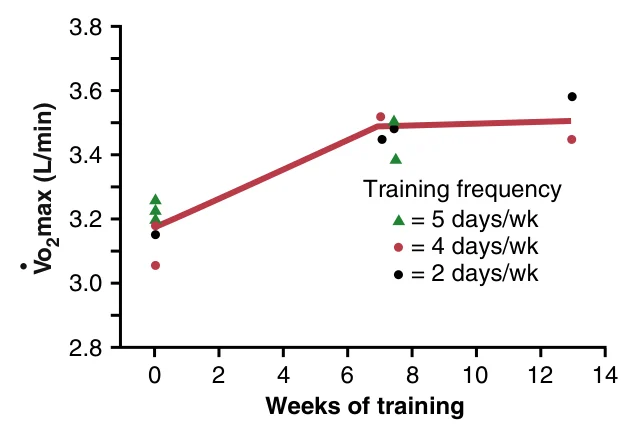 3.8
3.6
3.4
3.2
3.0
2.8
V̇o₂max (L/min)
Training frequency
▲ = 5 days/wk
● = 4 days/wk
● = 2 days/wk
0 2 4 6 8 10 12 14
Weeks of training